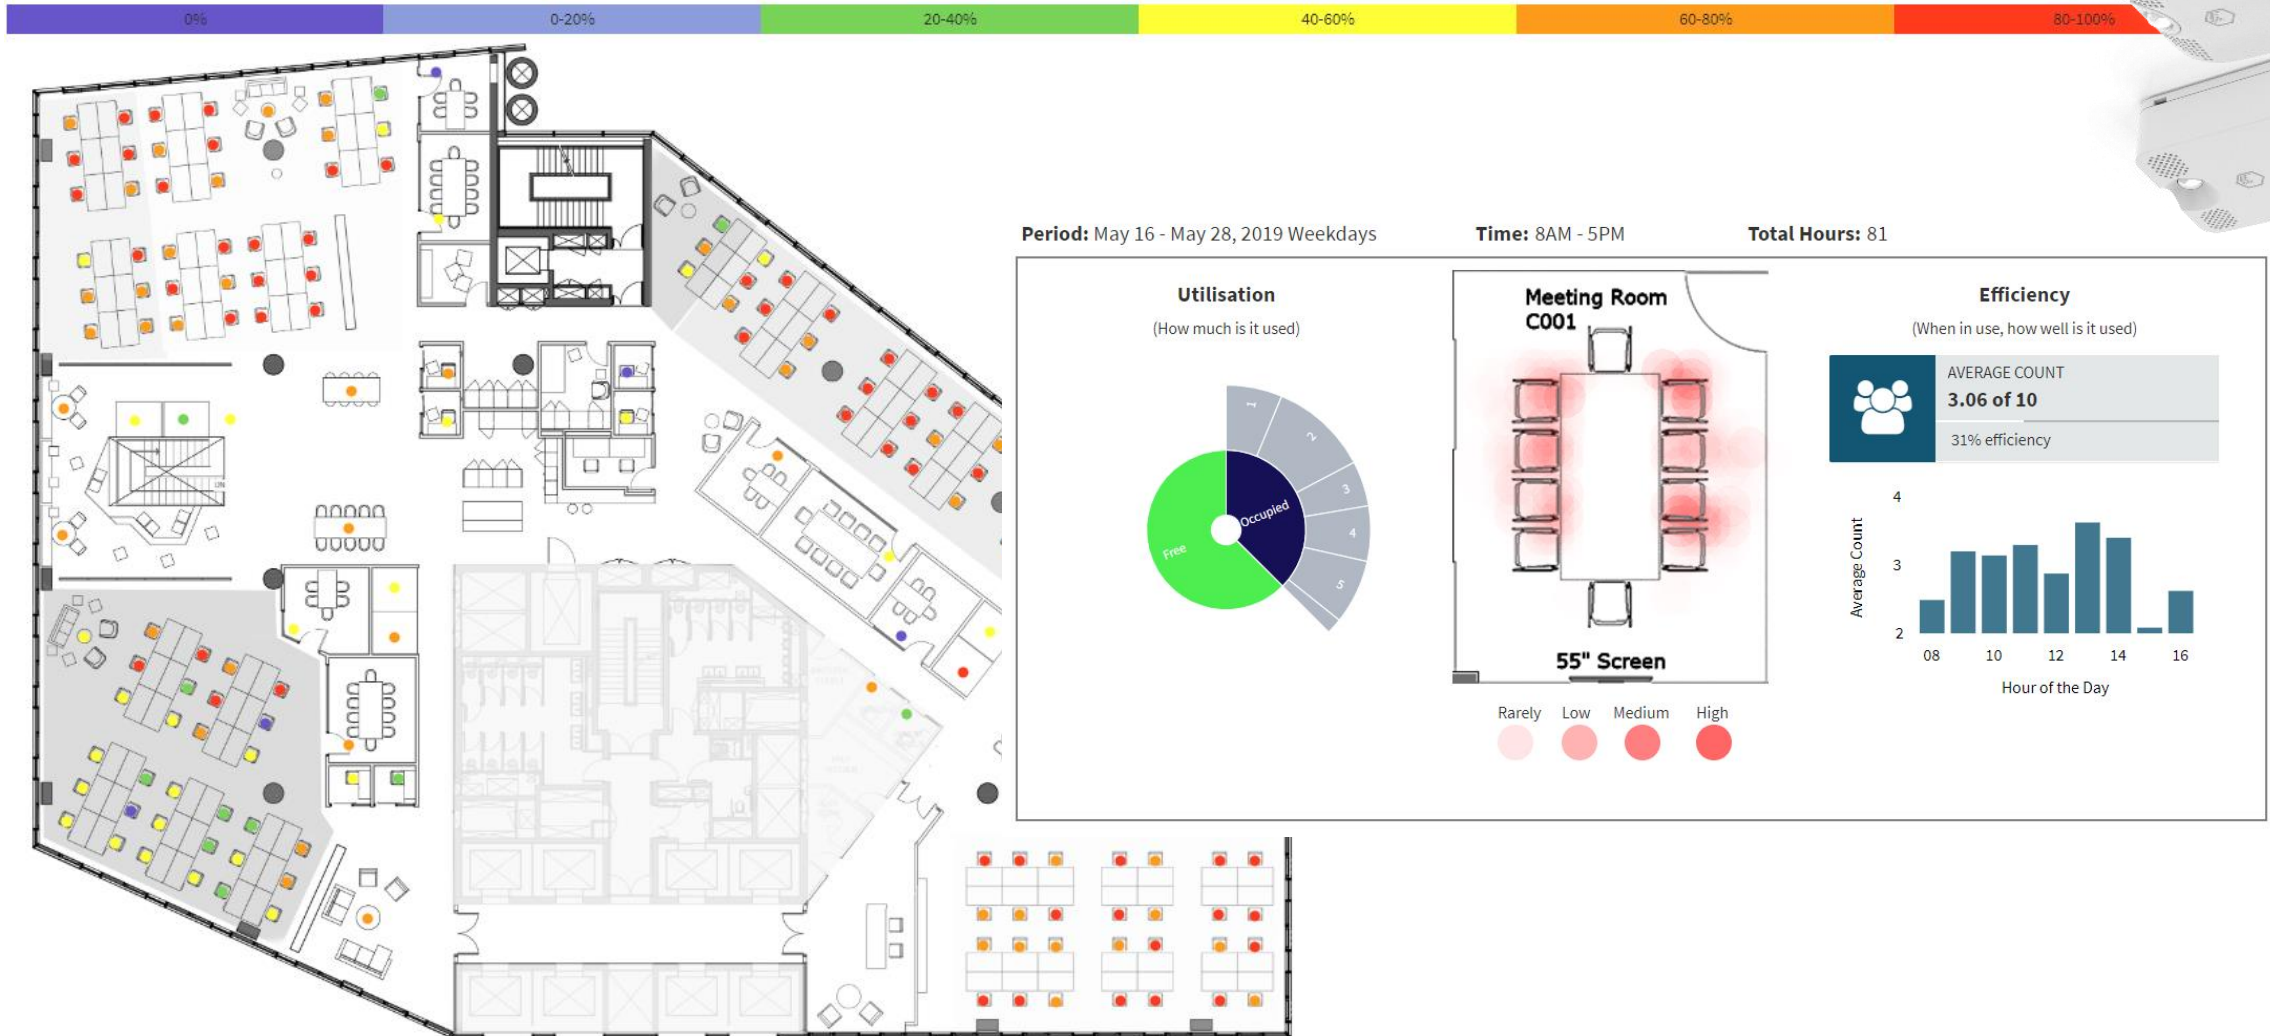 0%
0-20%
20-40%
40-60%
60-80%
80-100%
Period: May 16 - May 28, 2019 Weekdays
Time: 8AM - 5PM
Total Hours: 81
Utilisation
(How much is it used)
1
2
3
4
5
Occupied
Free
Meeting Room
C001
55" Screen
Rarely
Low
Medium
High
Efficiency
(When in use, how well is it used)
AVERAGE COUNT
3.06 of 10
31% efficiency
4
3
2
Average Count
08
10
12
14
16
Hour of the Day